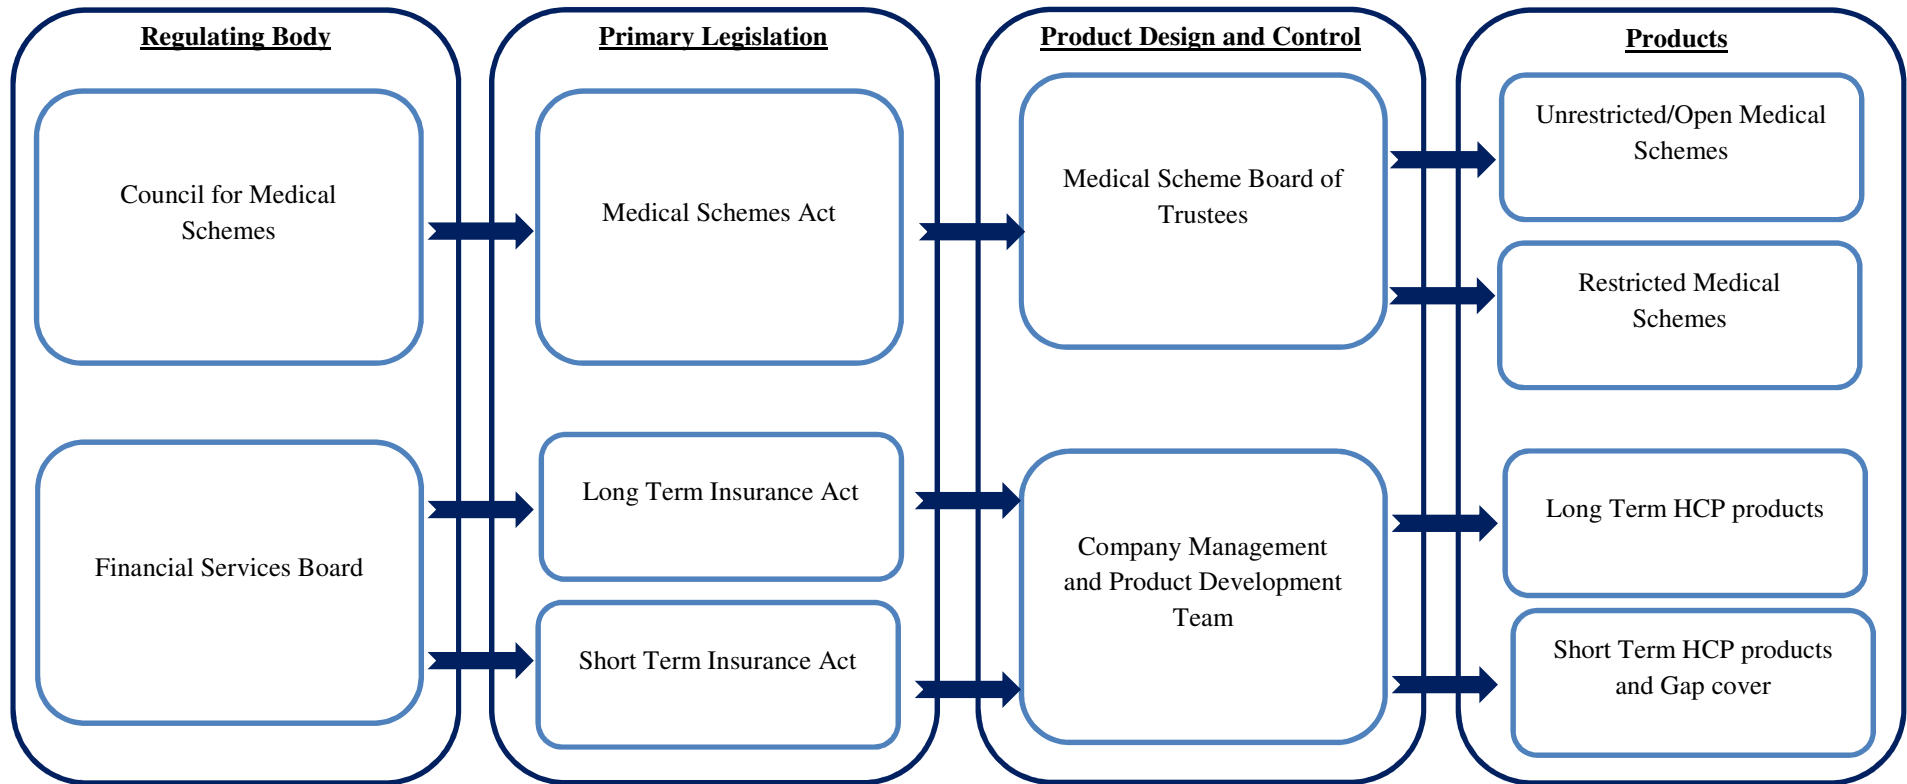 Regulating Body
Council for Medical
Schemes
Financial Services Board
Primary Legislation
Medical Schemes Act
Long Term Insurance Act
Short Term Insurance Act
Product Design and Control
Medical Scheme Board of
Trustees
Company Management
and Product Development
Team
Products
Unrestricted/Open Medical
Schemes
Restricted Medical
Schemes
Long Term HCP products
Short Term HCP products
and Gap cover